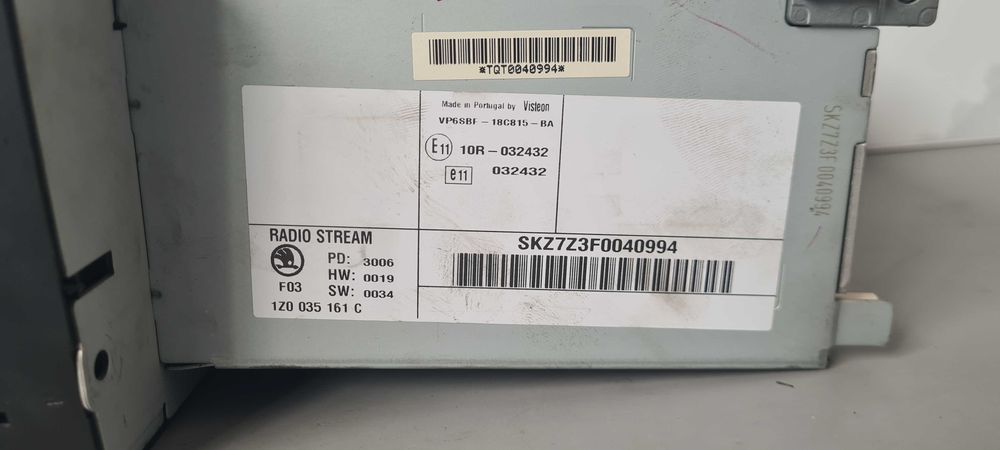 *TQT0040994*
Made in Portugal by Visteon
VP6SBF-18C815-BA
E11 10R-032432
e11 032432
RADIO STREAM
PD: 3006
HW: 0019
F03 SW: 0034
1Z0 035 161 C
SKZ7Z3F0040994
SKZ7Z3F0040994